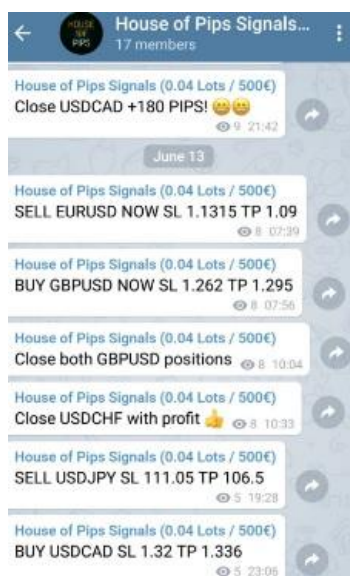 House of Pips Signals...
17 members
House of Pips Signals (0.04 Lots / 500€)
Close USDCAD +180 PIPS! 😀😀
9 21:42
June 13
House of Pips Signals (0.04 Lots / 500€)
SELL EURUSD NOW SL 1.1315 TP 1.09
8 07:39
House of Pips Signals (0.04 Lots / 500€)
BUY GBPUSD NOW SL 1.262 TP 1.295
8 07:56
House of Pips Signals (0.04 Lots / 500€)
Close both GBPUSD positions 8 10:04
House of Pips Signals (0.04 Lots / 500€)
Close USDCHF with profit 👍 8 10:33
House of Pips Signals (0.04 Lots / 500€)
SELL USDJPY SL 111.05 TP 106.5
5 19:28
House of Pips Signals (0.04 Lots / 500€)
BUY USDCAD SL 1.32 TP 1.336
5 23:06